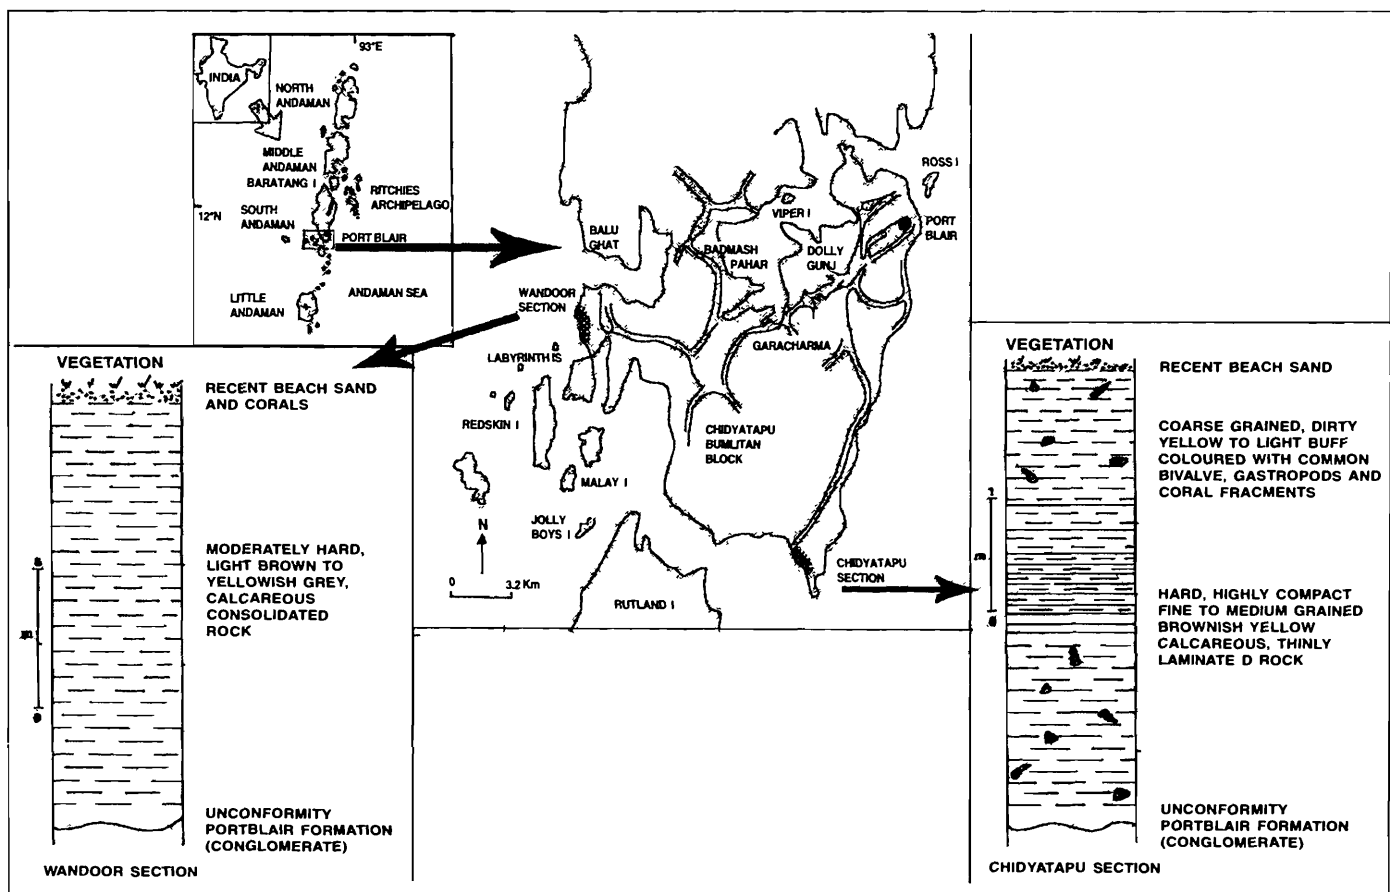 93°E
INDIA
NORTH
ANDAMAN
MIDDLE
ANDAMAN
BARATANG I
RITCHIES
ARCHIPELAGO
12°N
SOUTH
ANDAMAN
PORT BLAIR
LITTLE
ANDAMAN
ANDAMAN SEA
ROSS I
VIPER I
PORT
BLAIR
BALU
GHAT
BADMASH
PAHAR
DOLLY
GUNJ
WANDOOR
SECTION
GARACHARMA
LABYRINTH IS
REDSKIN I
CHIDYATAPU
BUMLITAN
BLOCK
MALAY I
N
JOLLY
BOYS I
0
3.2 Km
RUTLAND I
CHIDYATAPU
SECTION
VEGETATION
RECENT BEACH SAND
AND CORALS
MODERATELY HARD,
LIGHT BROWN TO
YELLOWISH GREY,
CALCAREOUS
CONSOLIDATED
ROCK
UNCONFORMITY
PORTBLAIR FORMATION
(CONGLOMERATE)
WANDOOR SECTION
VEGETATION
RECENT BEACH SAND
COARSE GRAINED, DIRTY
YELLOW TO LIGHT BUFF
COLOURED WITH COMMON
BIVALVE, GASTROPODS AND
CORAL FRACMENTS
HARD, HIGHLY COMPACT
FINE TO MEDIUM GRAINED
BROWNISH YELLOW
CALCAREOUS, THINLY
LAMINATE D ROCK
UNCONFORMITY
PORTBLAIR FORMATION
(CONGLOMERATE)
CHIDYATAPU SECTION